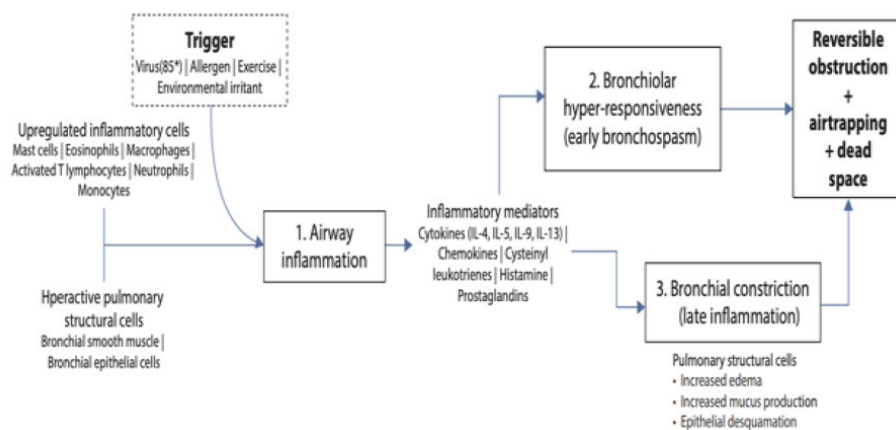 Trigger
Virus(85*) | Allergen | Exercise |
Environmental irritant
Upregulated inflammatory cells
Mast cells | Eosinophils | Macrophages |
Activated T lymphocytes | Neutrophils |
Monocytes
Hperactive pulmonary
structural cells
Bronchial smooth muscle |
Bronchial epithelial cells
1. Airway
inflammation
Inflammatory mediators
Cytokines (IL-4, IL-5, IL-9, IL-13) |
Chemokines | Cysteinyl
leukotrienes | Histamine |
Prostaglandins
2. Bronchiolar
hyper-responsiveness
(early bronchospasm)
3. Bronchial constriction
(late inflammation)
Pulmonary structural cells
• Increased edema
• Increased mucus production
• Epithelial desquamation
Reversible
obstruction
+
airtrapping
+ dead
space